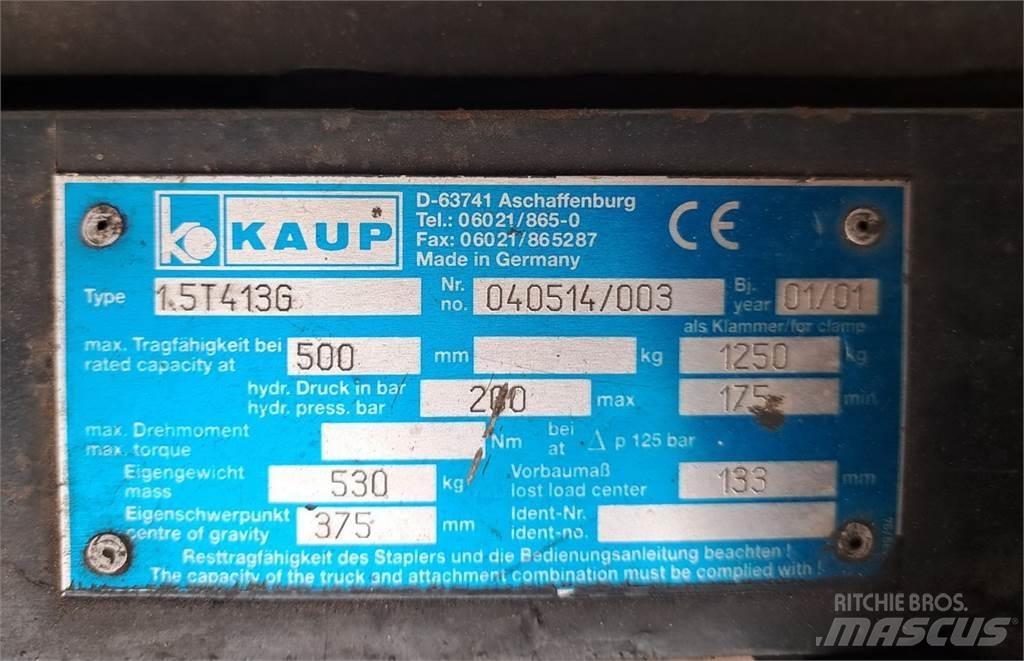 KAUP
D-63741 Aschaffenburg
Tel.: 06021/865-0
Fax: 06021/865287
Made in Germany
CE
Type 1.5T413G Nr. no. 040514/003 Bj. year 01/01
als Klammer/for clamp
max. Tragfähigkeit bei 500 mm kg 1250 kg
rated capacity at
hydr. Druck in bar 200 max 175 min.
hydr. press. bar
max. Drehmoment Nm bei Δ p 125 bar
max. torque at
Eigengewicht 530 kg Vorbaumaß 133 mm
mass lost load center
Eigenschwerpunkt 375 mm Ident-Nr.
centre of gravity ident-no.
Resttragfähigkeit des Staplers und die Bedienungsanleitung beachten !
The capacity of the truck and attachment combination must be complied with !
RITCHIE BROS.
MASCUS